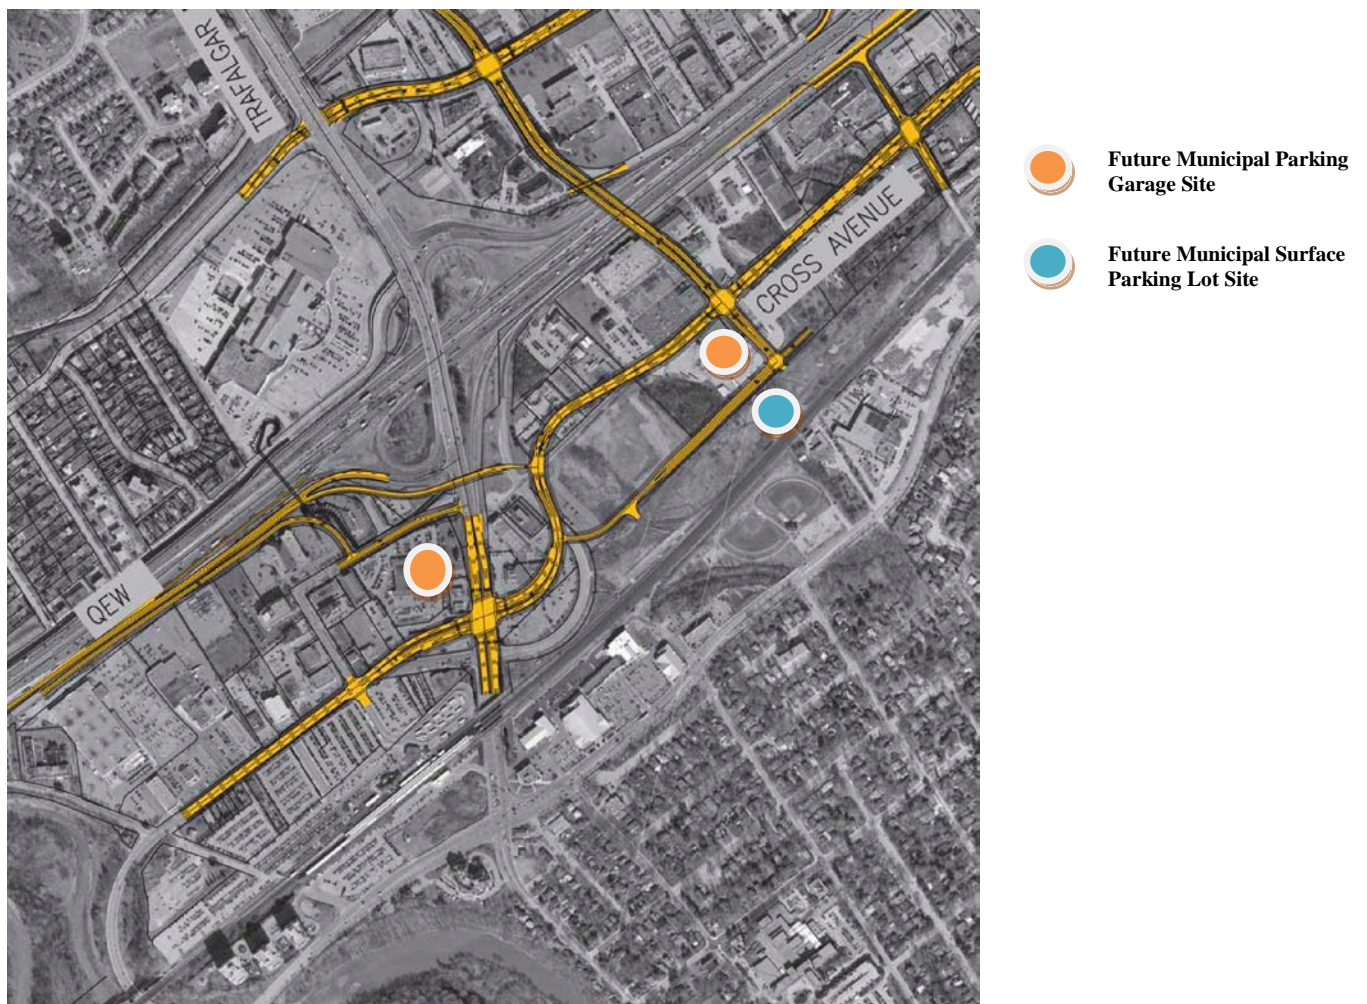 TRAFALGAR
CROSS AVENUE
QEW
Future Municipal Parking
Garage Site
Future Municipal Surface
Parking Lot Site